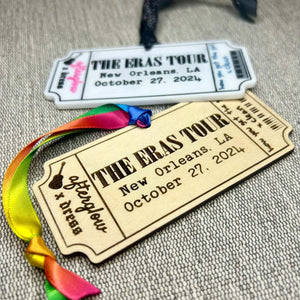 THE ERAS TOUR
New Orleans, LA
October 27, 2024
afterglow
x dress
THE ERAS TOUR
New Orleans, LA
October 27, 2024